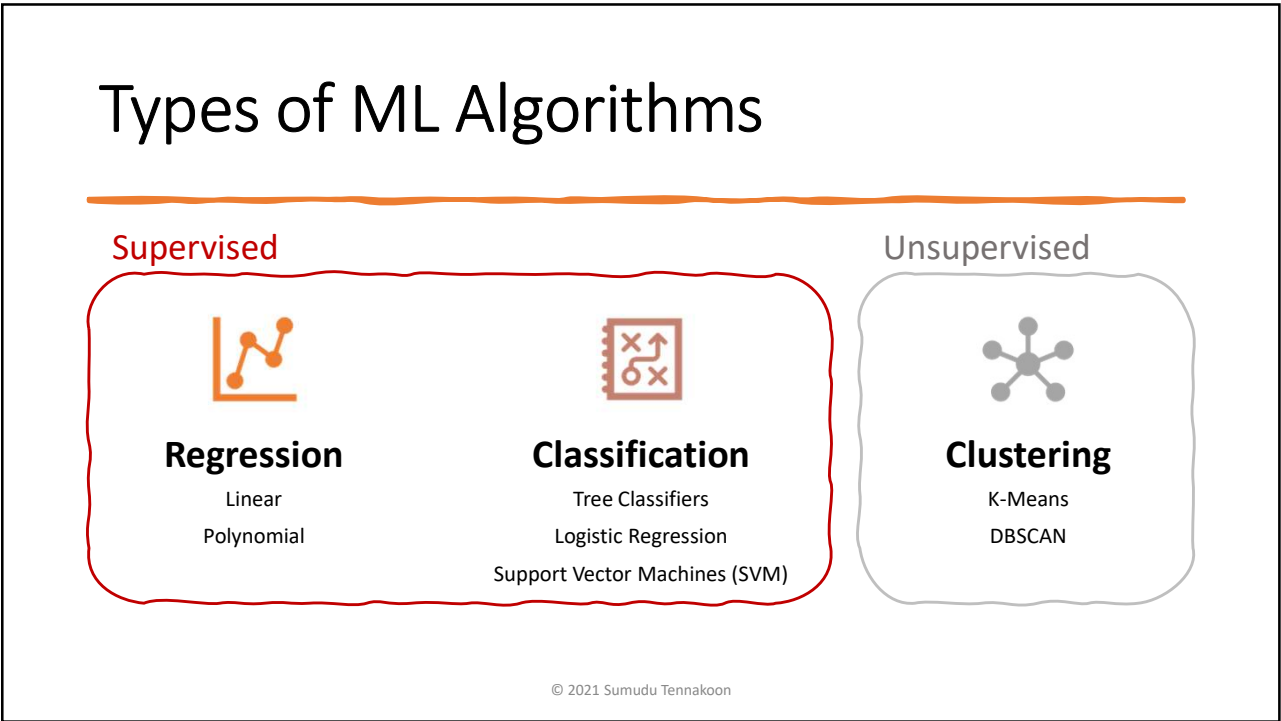 Types of ML Algorithms
Supervised
Regression
Linear
Polynomial
Classification
Tree Classifiers
Logistic Regression
Support Vector Machines (SVM)
Unsupervised
Clustering
K-Means
DBSCAN
© 2021 Sumudu Tennakoon